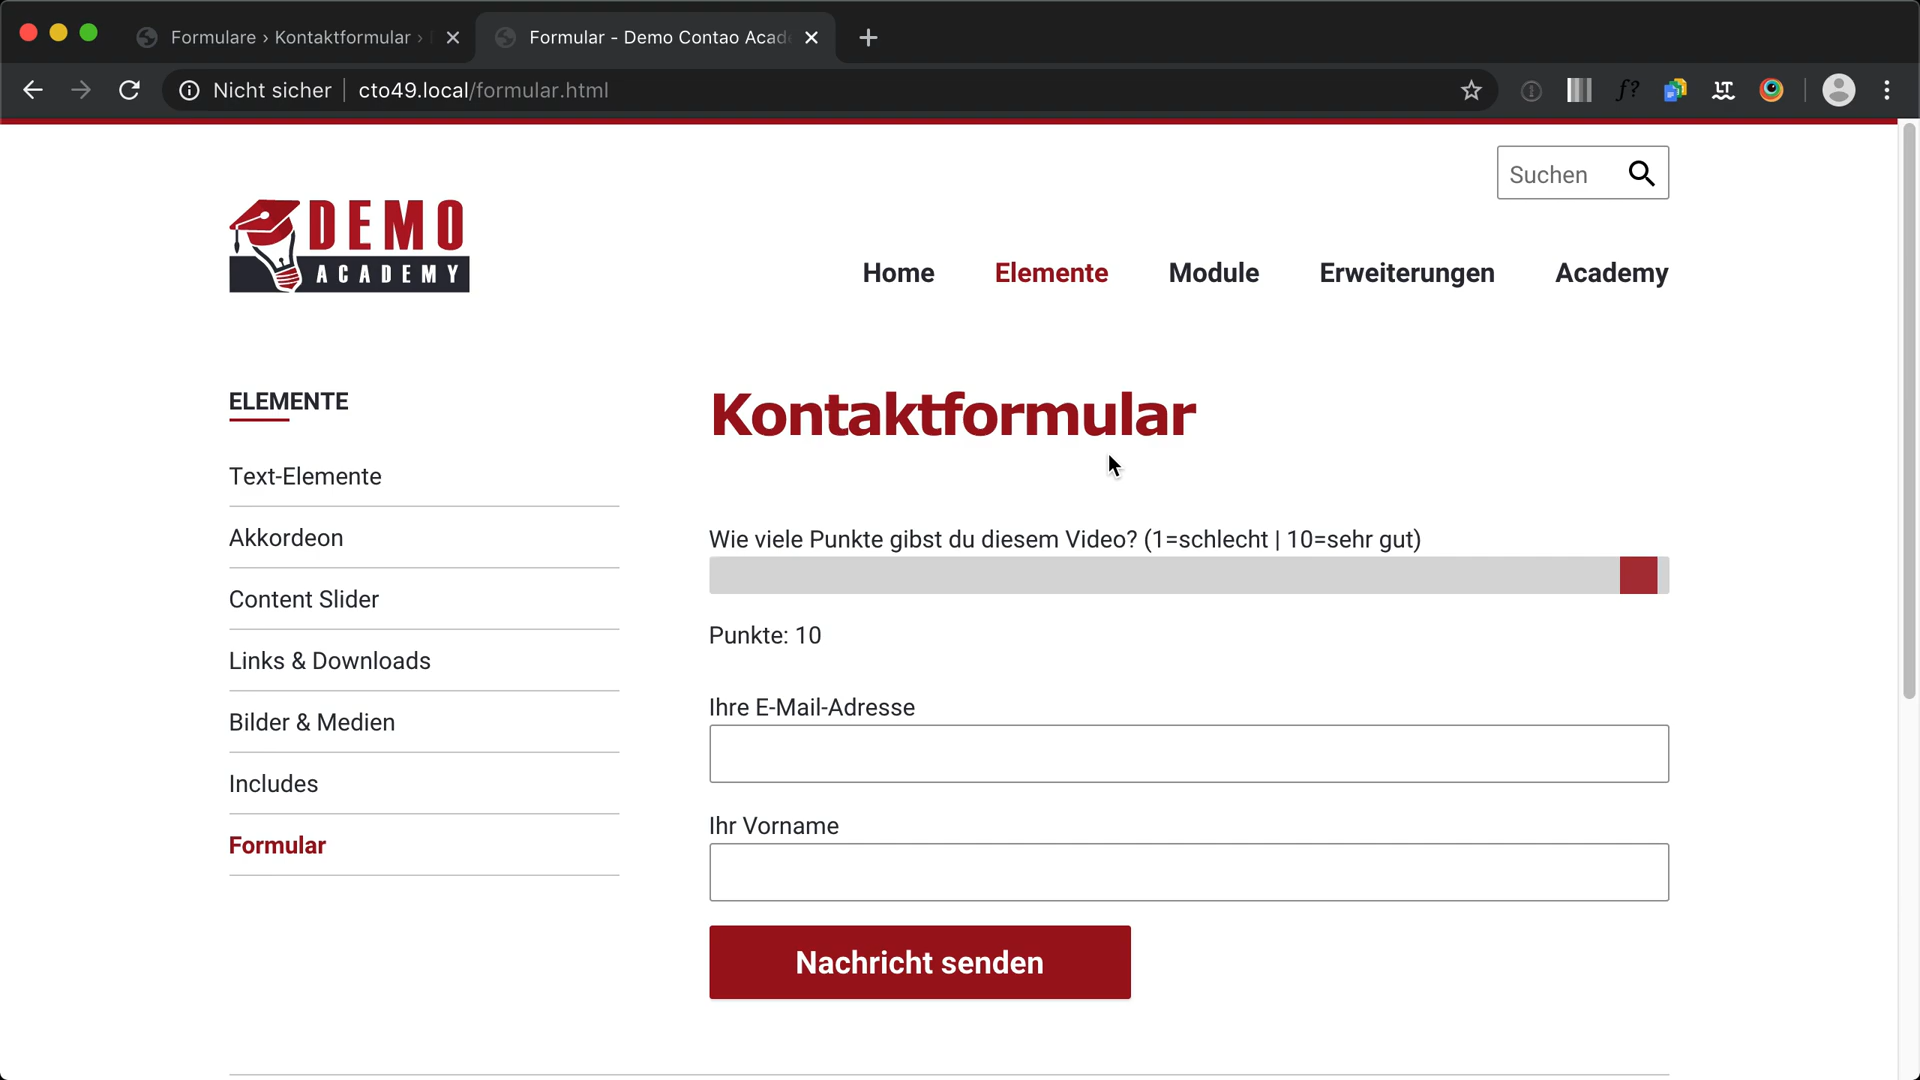 Formulare › Kontaktformular ›
Formular - Demo Contao Acad
Nicht sicher
cto49.local/formular.html
Suchen
DEMO
ACADEMY
Home
Elemente
Module
Erweiterungen
Academy
ELEMENTE
Text-Elemente
Akkordeon
Content Slider
Links & Downloads
Bilder & Medien
Includes
Formular
Kontaktformular
Wie viele Punkte gibst du diesem Video? (1=schlecht | 10=sehr gut)
Punkte: 10
Ihre E-Mail-Adresse
Ihr Vorname
Nachricht senden